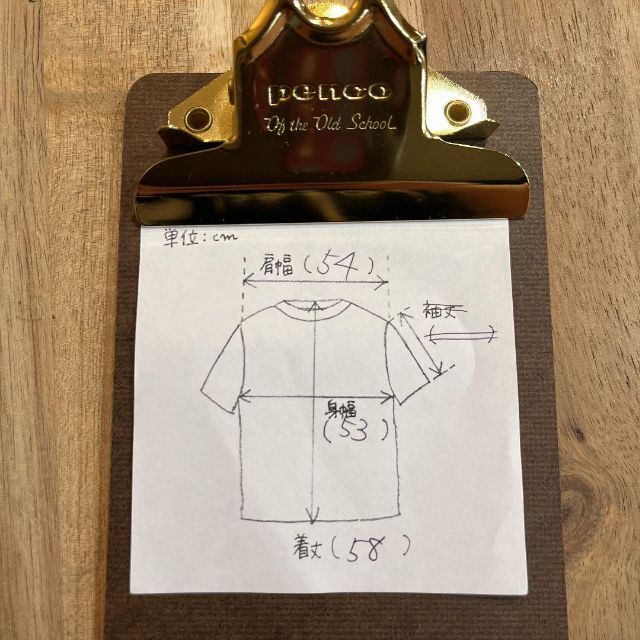 penco
Of the Old School
単位:cm
肩幅(54)
袖丈
( )
身幅
(53)
着丈(58)